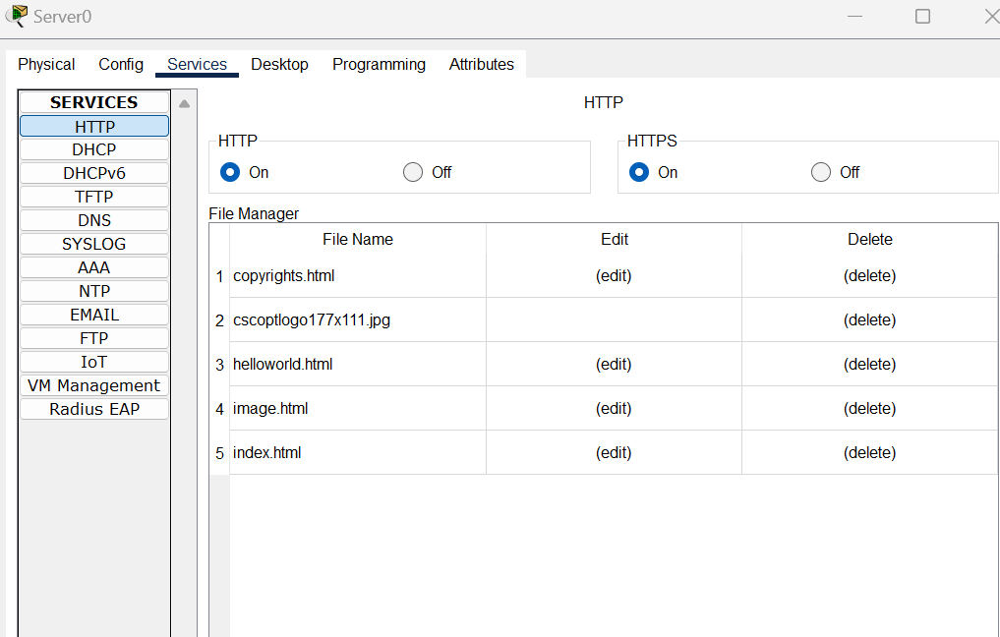 Server0
Physical Config Services Desktop Programming Attributes
SERVICES
HTTP
DHCP
DHCPv6
TFTP
DNS
SYSLOG
AAA
NTP
EMAIL
FTP
IoT
VM Management
Radius EAP
HTTP
HTTP
On Off
HTTPS
On Off
File Manager
File Name Edit Delete
1 copyrights.html (edit) (delete)
2 cscoptlogo177x111.jpg (delete)
3 helloworld.html (edit) (delete)
4 image.html (edit) (delete)
5 index.html (edit) (delete)